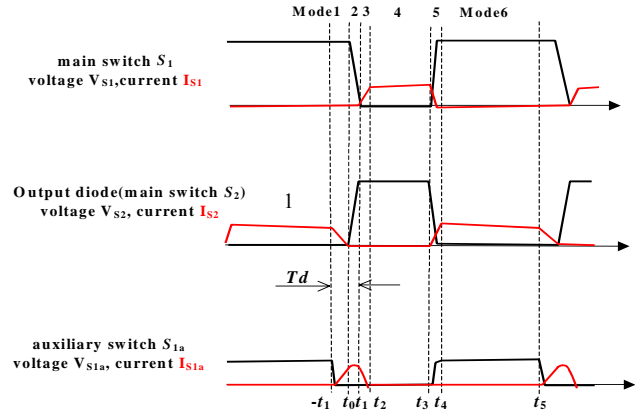 Mode1 2 3 4 5 Mode6
main switch S1
voltage VS1,current IS1
Output diode(main switch S2)
voltage VS2, current IS2
1
Td
auxiliary switch S1a
voltage VS1a, current IS1a
-t1 t0 t1 t2 t3 t4 t5